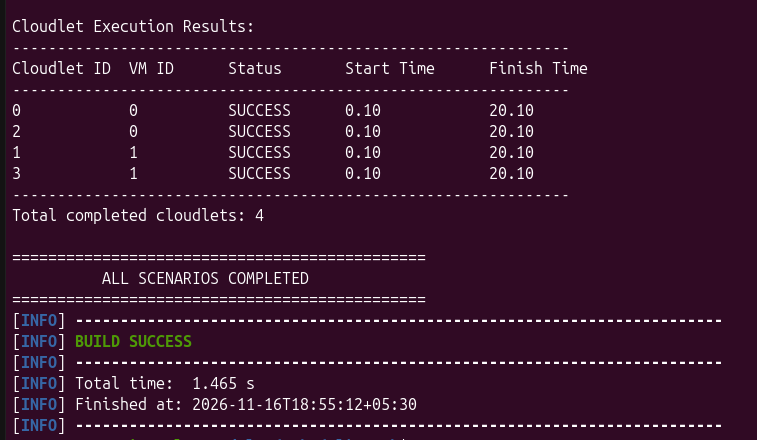 Cloudlet Execution Results:
--------------------------------------------------------------
Cloudlet ID  VM ID      Status       Start Time      Finish Time
--------------------------------------------------------------
0            0          SUCCESS      0.10            20.10
2            0          SUCCESS      0.10            20.10
1            1          SUCCESS      0.10            20.10
3            1          SUCCESS      0.10            20.10
--------------------------------------------------------------
Total completed cloudlets: 4
==============================================
          ALL SCENARIOS COMPLETED
==============================================
[INFO] ------------------------------------------------------------------------
[INFO] BUILD SUCCESS
[INFO] ------------------------------------------------------------------------
[INFO] Total time:  1.465 s
[INFO] Finished at: 2026-11-16T18:55:12+05:30
[INFO] ------------------------------------------------------------------------